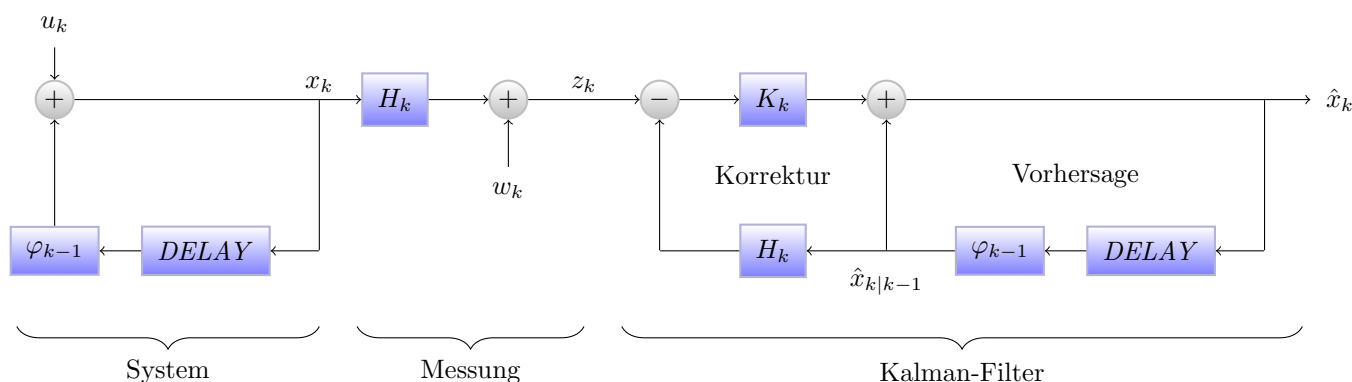 u_k
+
x_k
H_k
+
z_k
−
K_k
+
x̂_k
w_k
Korrektur
Vorhersage
φ_{k−1}
DELAY
H_k
x̂_{k|k−1}
φ_{k−1}
DELAY
System
Messung
Kalman-Filter